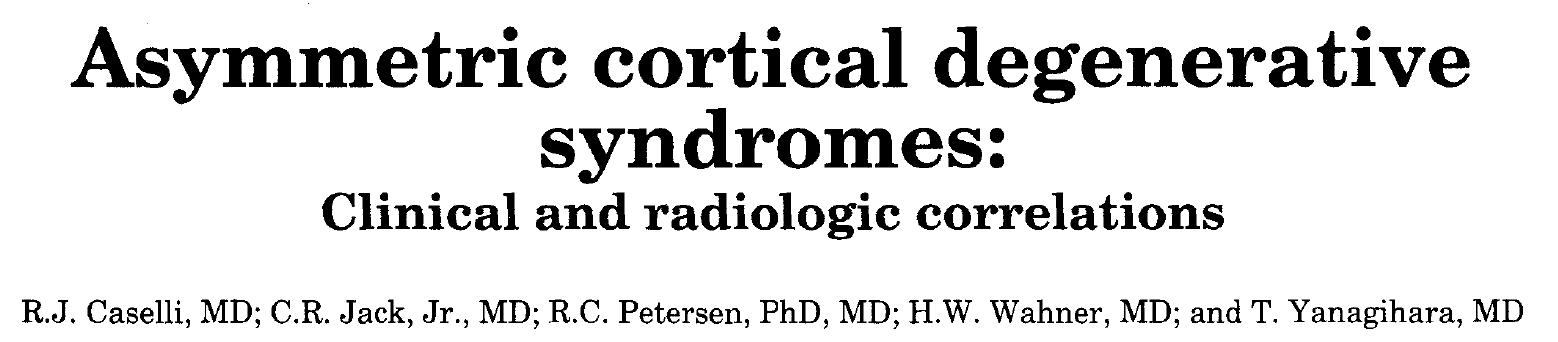 Asymmetric cortical degenerative
syndromes:
Clinical and radiologic correlations
R.J. Caselli, MD; C.R. Jack, Jr., MD; R.C. Petersen, PhD, MD; H.W. Wahner, MD; and T. Yanagihara, MD